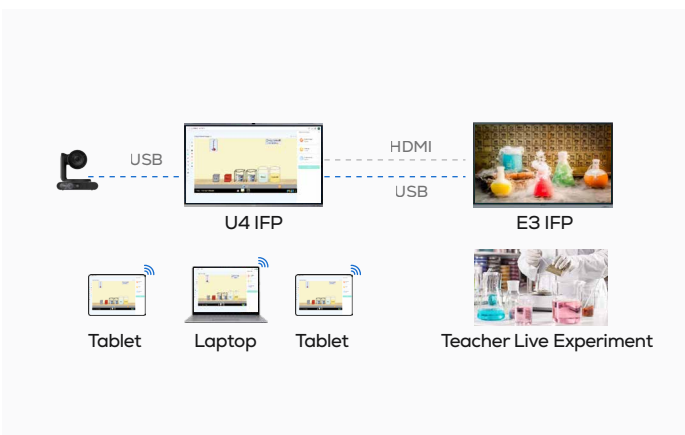 HDMI
USB
USB
U4 IFP
E3 IFP
Tablet
Laptop
Tablet
Teacher Live Experiment